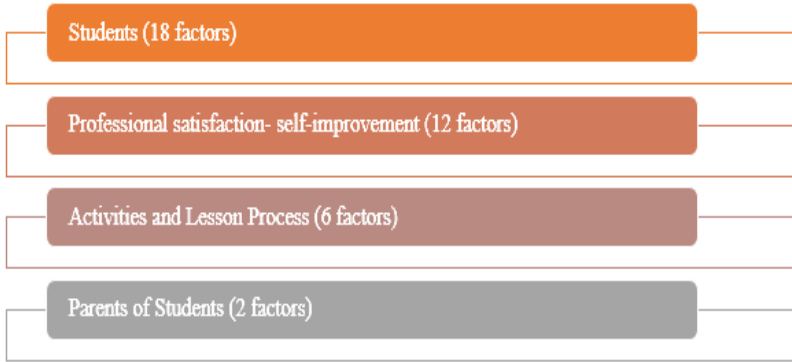 Students (18 factors)
Professional satisfaction- self-improvement (12 factors)
Activities and Lesson Process (6 factors)
Parents of Students (2 factors)